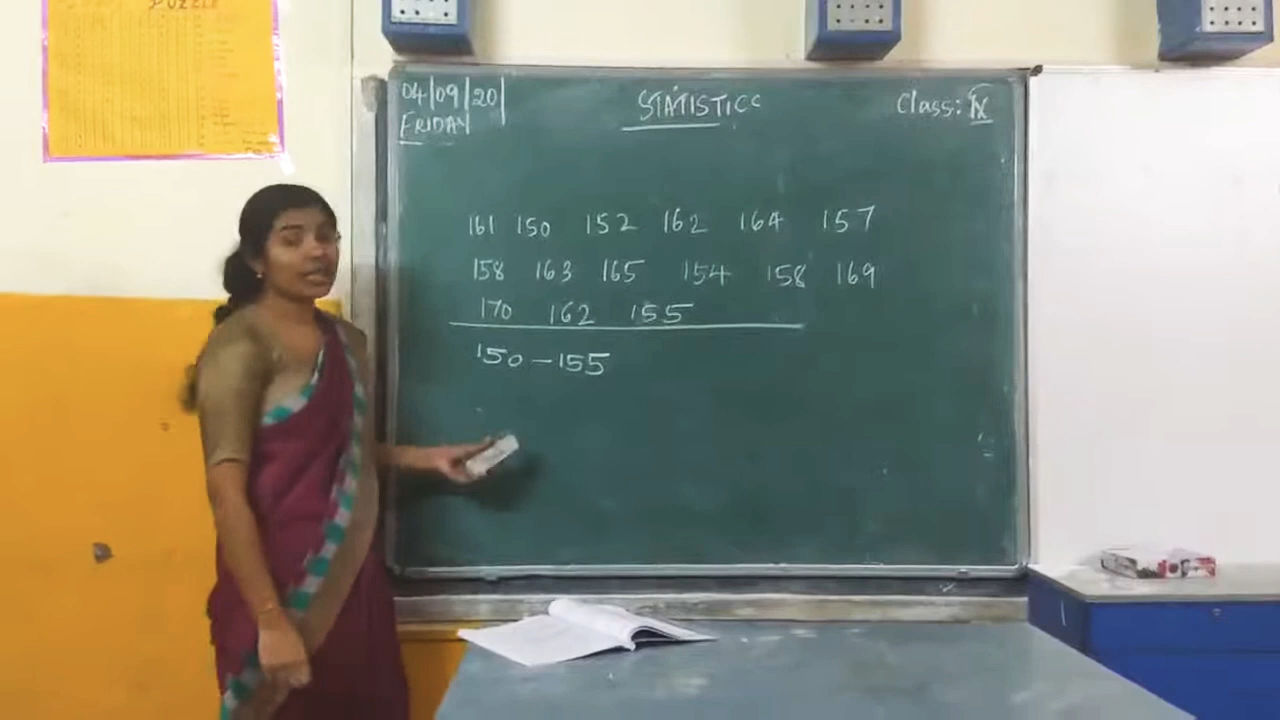 PUZZLE
04/09/20
FRIDAY
STATISTICS
Class: IX
161 150 152 162 164 157
158 163 165 154 158 169
170 162 155
150-155